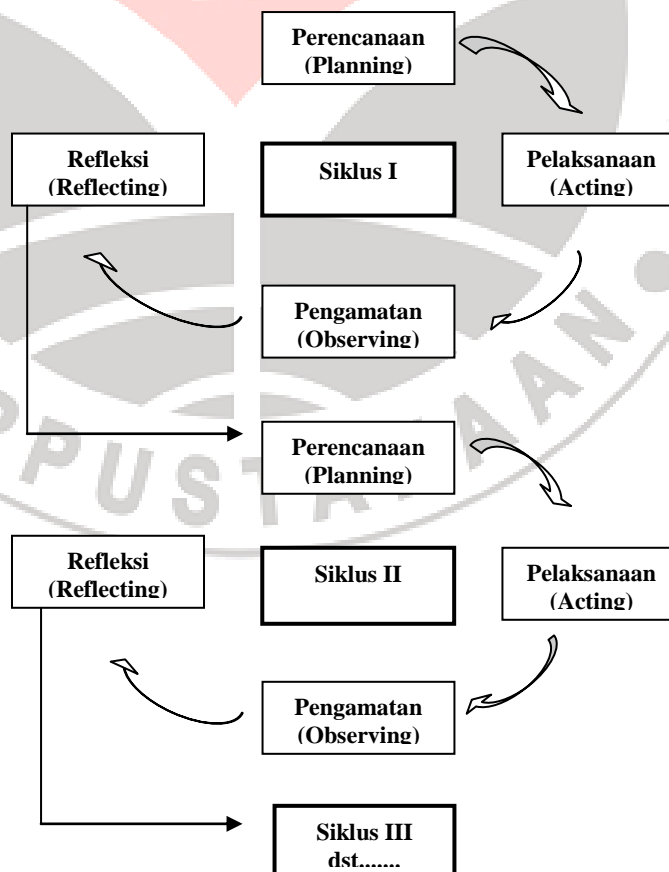 Perencanaan
(Planning)
Refleksi
(Reflecting)
Siklus I
Pelaksanaan
(Acting)
Pengamatan
(Observing)
PPUSTAKAAN
Perencanaan
(Planning)
Refleksi
(Reflecting)
Siklus II
Pelaksanaan
(Acting)
Pengamatan
(Observing)
Siklus III
dst.......